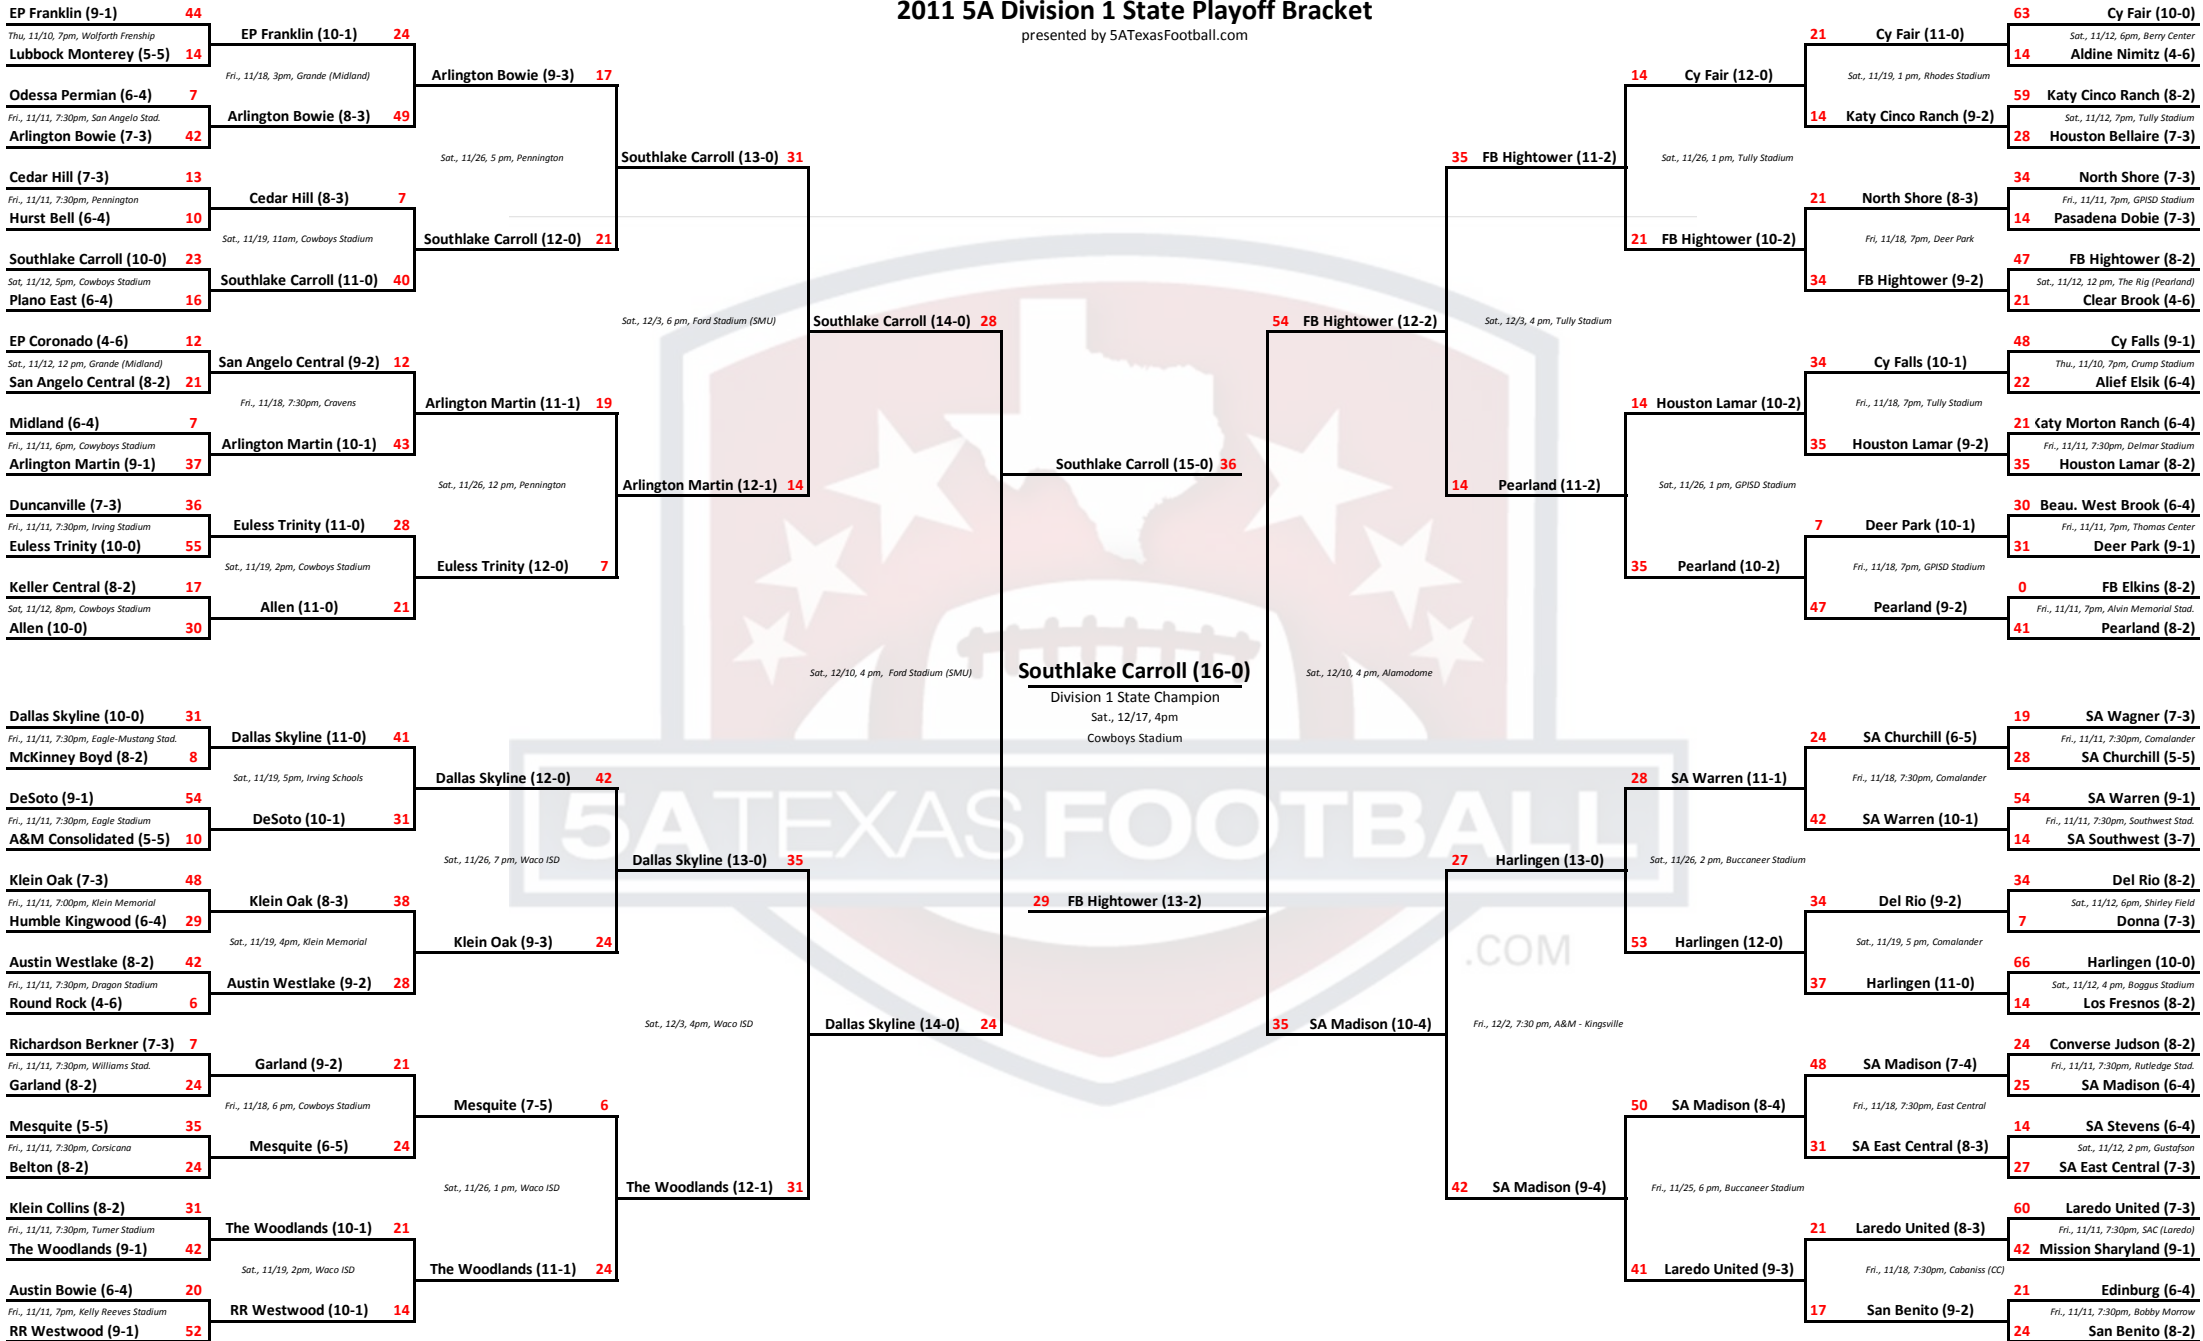 2011 5A Division 1 State Playoff Bracket
presented by 5ATexasFootball.com
EP Franklin (9-1) 44
Thu, 11/10, 7pm, Wolforth Frenship
Lubbock Monterey (5-5) 14
Odessa Permian (6-4) 7
Fri., 11/11, 7:30pm, San Angelo Stad.
Arlington Bowie (7-3) 42
Cedar Hill (7-3) 13
Fri., 11/11, 7:30pm, Pennington
Hurst Bell (6-4) 10
Southlake Carroll (10-0) 23
Sat, 11/12, 5pm, Cowboys Stadium
Plano East (6-4) 16
EP Coronado (4-6) 12
Sat., 11/12, 12 pm, Grande (Midland)
San Angelo Central (8-2) 21
Midland (6-4) 7
Fri., 11/11, 6pm, Cowyboys Stadium
Arlington Martin (9-1) 37
Duncanville (7-3) 36
Fri., 11/11, 7:30pm, Irving Stadium
Euless Trinity (10-0) 55
Keller Central (8-2) 17
Sat, 11/12, 8pm, Cowboys Stadium
Allen (10-0) 30
Dallas Skyline (10-0) 31
Fri., 11/11, 7:30pm, Eagle-Mustang Stad.
McKinney Boyd (8-2) 8
DeSoto (9-1) 54
Fri., 11/11, 7:30pm, Eagle Stadium
A&M Consolidated (5-5) 10
Klein Oak (7-3) 48
Fri., 11/11, 7:00pm, Klein Memorial
Humble Kingwood (6-4) 29
Austin Westlake (8-2) 42
Fri., 11/11, 7:30pm, Dragon Stadium
Round Rock (4-6) 6
Richardson Berkner (7-3) 7
Fri., 11/11, 7:30pm, Williams Stad.
Garland (8-2) 24
Mesquite (5-5) 35
Fri., 11/11, 7:30pm, Corsicana
Belton (8-2) 24
Klein Collins (8-2) 31
Fri., 11/11, 7:30pm, Turner Stadium
The Woodlands (9-1) 42
Austin Bowie (6-4) 20
Fri., 11/11, 7pm, Kelly Reeves Stadium
RR Westwood (9-1) 52
EP Franklin (10-1) 24
Fri., 11/18, 3pm, Grande (Midland)
Arlington Bowie (8-3) 49
Cedar Hill (8-3) 7
Sat., 11/19, 11am, Cowboys Stadium
Southlake Carroll (11-0) 40
San Angelo Central (9-2) 12
Fri., 11/18, 7:30pm, Cravens
Arlington Martin (10-1) 43
Euless Trinity (11-0) 28
Sat., 11/19, 2pm, Cowboys Stadium
Allen (11-0) 21
Dallas Skyline (11-0) 41
Sat., 11/19, 5pm, Irving Schools
DeSoto (10-1) 31
Klein Oak (8-3) 38
Sat., 11/19, 4pm, Klein Memorial
Austin Westlake (9-2) 28
Garland (9-2) 21
Fri., 11/18, 6 pm, Cowboys Stadium
Mesquite (6-5) 24
The Woodlands (10-1) 21
Sat., 11/19, 2pm, Waco ISD
RR Westwood (10-1) 14
Arlington Bowie (9-3) 17
Sat., 11/26, 5 pm, Pennington
Southlake Carroll (12-0) 21
Arlington Martin (11-1) 19
Sat., 11/26, 12 pm, Pennington
Euless Trinity (12-0) 7
Dallas Skyline (12-0) 42
Sat., 11/26, 7 pm, Waco ISD
Klein Oak (9-3) 24
Mesquite (7-5) 6
Sat., 11/26, 1 pm, Waco ISD
The Woodlands (11-1) 24
Southlake Carroll (13-0) 31
Sat., 12/3, 6 pm, Ford Stadium (SMU)
Arlington Martin (12-1) 14
Dallas Skyline (13-0) 35
Sat., 12/3, 4pm, Waco ISD
The Woodlands (12-1) 31
Southlake Carroll (14-0) 28
Sat., 12/10, 4 pm, Ford Stadium (SMU)
Dallas Skyline (14-0) 24
Southlake Carroll (15-0) 36
Southlake Carroll (16-0)
Division 1 State Champion
Sat., 12/17, 4pm
Cowboys Stadium
29 FB Hightower (13-2)
54 FB Hightower (12-2)
Sat., 12/10, 4 pm, Alamodome
35 SA Madison (10-4)
35 FB Hightower (11-2)
Sat., 12/3, 4 pm, Tully Stadium
14 Pearland (11-2)
27 Harlingen (13-0)
Fri., 12/2, 7:30 pm, A&M - Kingsville
42 SA Madison (9-4)
14 Cy Fair (12-0)
Sat., 11/26, 1 pm, Tully Stadium
21 FB Hightower (10-2)
14 Houston Lamar (10-2)
Sat., 11/26, 1 pm, GPISD Stadium
35 Pearland (10-2)
28 SA Warren (11-1)
Sat., 11/26, 2 pm, Buccaneer Stadium
53 Harlingen (12-0)
50 SA Madison (8-4)
Fri., 11/25, 6 pm, Buccaneer Stadium
41 Laredo United (9-3)
21 Cy Fair (11-0)
Sat., 11/19, 1 pm, Rhodes Stadium
14 Katy Cinco Ranch (9-2)
21 North Shore (8-3)
Fri, 11/18, 7pm, Deer Park
34 FB Hightower (9-2)
34 Cy Falls (10-1)
Fri., 11/18, 7pm, Tully Stadium
35 Houston Lamar (9-2)
7 Deer Park (10-1)
Fri., 11/18, 7pm, GPISD Stadium
47 Pearland (9-2)
24 SA Churchill (6-5)
Fri., 11/18, 7:30pm, Comalander
42 SA Warren (10-1)
34 Del Rio (9-2)
Sat., 11/19, 5 pm, Comalander
37 Harlingen (11-0)
48 SA Madison (7-4)
Fri., 11/18, 7:30pm, East Central
31 SA East Central (8-3)
21 Laredo United (8-3)
Fri., 11/18, 7:30pm, Cabaniss (CC)
17 San Benito (9-2)
63 Cy Fair (10-0)
Sat., 11/12, 6pm, Berry Center
14 Aldine Nimitz (4-6)
59 Katy Cinco Ranch (8-2)
Sat., 11/12, 7pm, Tully Stadium
28 Houston Bellaire (7-3)
34 North Shore (7-3)
Fri., 11/11, 7pm, GPISD Stadium
14 Pasadena Dobie (7-3)
47 FB Hightower (8-2)
Sat., 11/12, 12 pm, The Rig (Pearland)
21 Clear Brook (4-6)
48 Cy Falls (9-1)
Thu., 11/10, 7pm, Crump Stadium
22 Alief Elsik (6-4)
21 Katy Morton Ranch (6-4)
Fri., 11/11, 7:30pm, Delmar Stadium
35 Houston Lamar (8-2)
30 Beau. West Brook (6-4)
Fri., 11/11, 7pm, Thomas Center
31 Deer Park (9-1)
0 FB Elkins (8-2)
Fri., 11/11, 7pm, Alvin Memorial Stad.
41 Pearland (8-2)
19 SA Wagner (7-3)
Fri., 11/11, 7:30pm, Comalander
28 SA Churchill (5-5)
54 SA Warren (9-1)
Fri., 11/11, 7:30pm, Southwest Stad.
14 SA Southwest (3-7)
34 Del Rio (8-2)
Sat., 11/12, 6pm, Shirley Field
7 Donna (7-3)
66 Harlingen (10-0)
Sat., 11/12, 4 pm, Boggus Stadium
14 Los Fresnos (8-2)
24 Converse Judson (8-2)
Fri., 11/11, 7:30pm, Rutledge Stad.
25 SA Madison (6-4)
14 SA Stevens (6-4)
Sat., 11/12, 2 pm, Gustafson
27 SA East Central (7-3)
60 Laredo United (7-3)
Fri., 11/11, 7:30pm, SAC (Laredo)
42 Mission Sharyland (9-1)
21 Edinburg (6-4)
Fri., 11/11, 7:30pm, Bobby Morrow
24 San Benito (8-2)
5ATEXASFOOTBALL
.COM